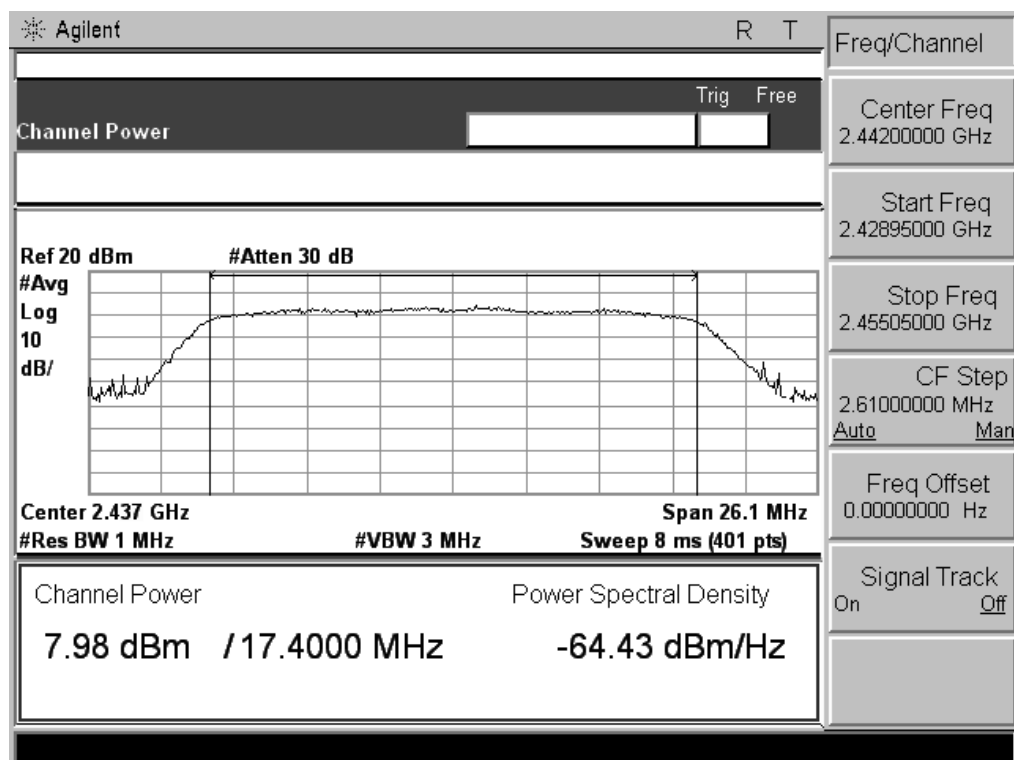 Agilent R T
Trig Free
Channel Power
Ref 20 dBm #Atten 30 dB
#Avg
Log
10
dB/
Center 2.437 GHz Span 26.1 MHz
#Res BW 1 MHz #VBW 3 MHz Sweep 8 ms (401 pts)
Channel Power Power Spectral Density
7.98 dBm /17.4000 MHz -64.43 dBm/Hz
Freq/Channel
Center Freq
2.44200000 GHz
Start Freq
2.42895000 GHz
Stop Freq
2.45505000 GHz
CF Step
2.61000000 MHz
Auto Man
Freq Offset
0.00000000 Hz
Signal Track
On Off